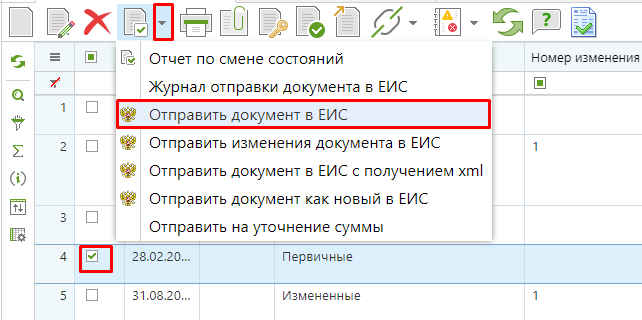 Отчет по смене состояний
Журнал отправки документа в ЕИС
Отправить документ в ЕИС
Отправить изменения документа в ЕИС
Отправить документ в ЕИС с получением xml
Отправить документ как новый в ЕИС
Отправить на уточнение суммы
Номер изменения
1
2 1
3
4 28.02.20... Первичные
5 31.08.20... Измененные 1